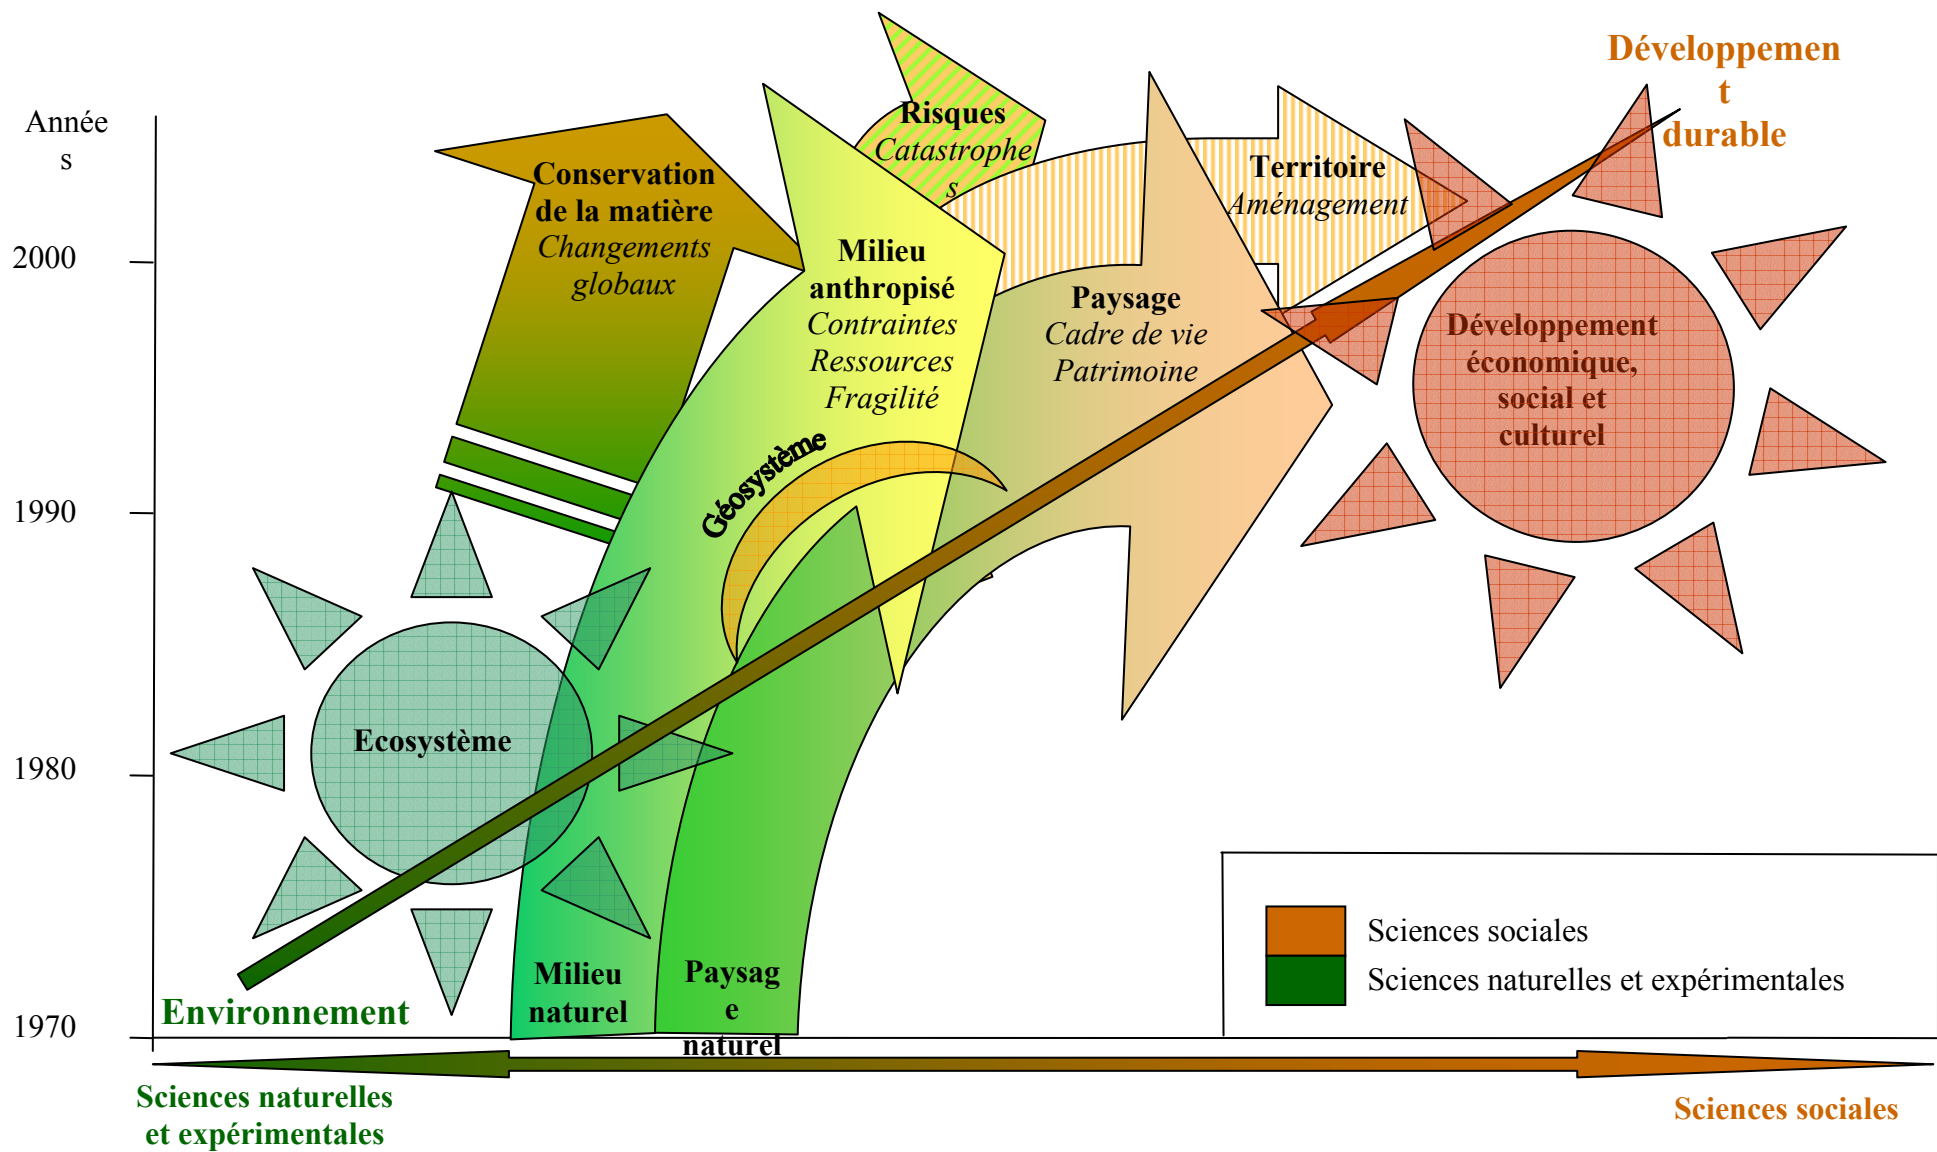 Développemen
t
durable
Année
s
Risques
Catastrophe
s
Conservation
de la matière
Changements
globaux
Territoire
Aménagement
2000
Milieu
anthropisé
Contraintes
Ressources
Fragilité
Paysage
Cadre de vie
Patrimoine
Développement
économique,
social et
culturel
Géosystème
1990
Ecosystème
1980
Milieu
naturel
Paysag
e
naturel
Environnement
1970
Sciences sociales
Sciences naturelles et expérimentales
Sciences naturelles
et expérimentales
Sciences sociales